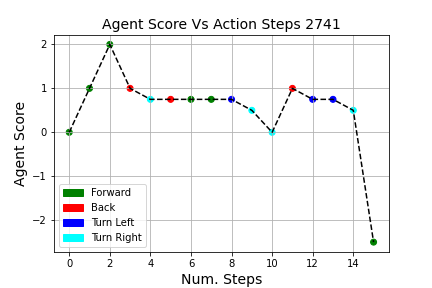 Agent Score Vs Action Steps 2741
Agent Score
2
1
0
−1
−2
Forward
Back
Turn Left
Turn Right
0 2 4 6 8 10 12 14
Num. Steps